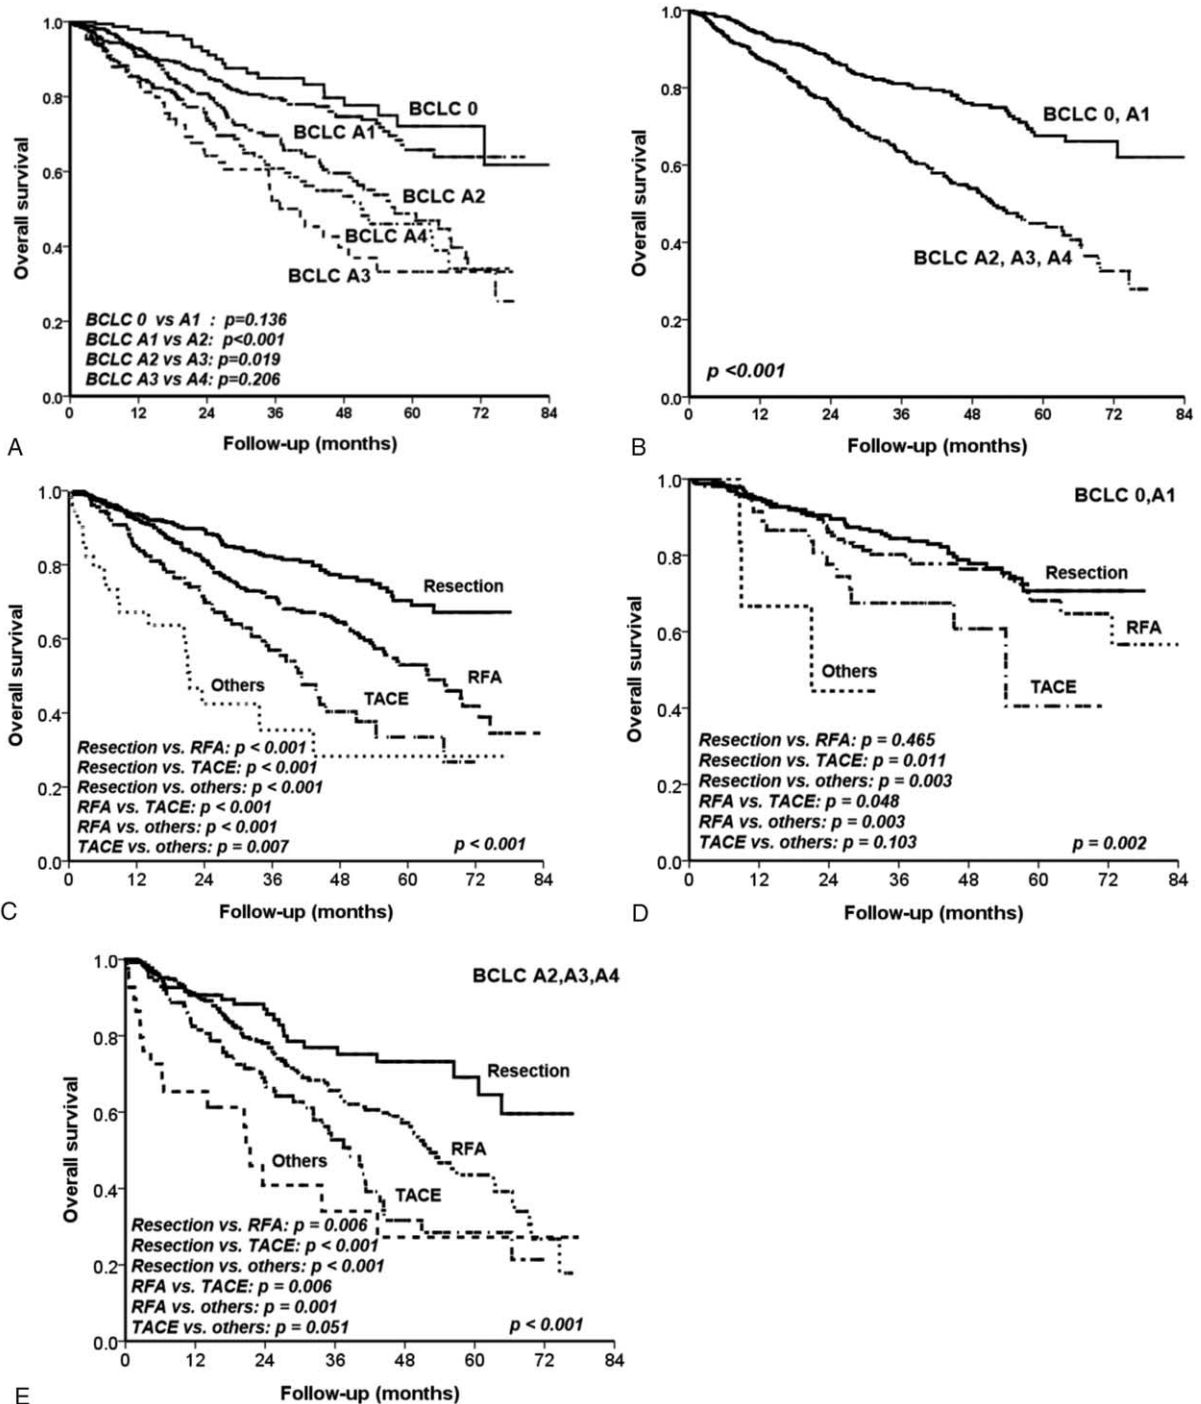 1.0
0.8
0.6
0.4
0.2
0.0
Overall survival
BCLC 0
BCLC A1
BCLC A2
BCLC A4
BCLC A3
BCLC 0 vs A1 : p=0.136
BCLC A1 vs A2: p<0.001
BCLC A2 vs A3: p=0.019
BCLC A3 vs A4: p=0.206
0 12 24 36 48 60 72 84
Follow-up (months)
A
1.0
0.8
0.6
0.4
0.2
0.0
Overall survival
BCLC 0, A1
BCLC A2, A3, A4
p <0.001
0 12 24 36 48 60 72 84
Follow-up (months)
B
1.0
0.8
0.6
0.4
0.2
0.0
Overall survival
Resection
RFA
Others
TACE
Resection vs. RFA: p < 0.001
Resection vs. TACE: p < 0.001
Resection vs. others: p < 0.001
RFA vs. TACE: p < 0.001
RFA vs. others: p < 0.001
TACE vs. others: p = 0.007
p < 0.001
0 12 24 36 48 60 72 84
Follow-up (months)
C
1.0
0.8
0.6
0.4
0.2
0.0
Overall survival
BCLC 0,A1
Resection
RFA
Others
TACE
Resection vs. RFA: p = 0.465
Resection vs. TACE: p = 0.011
Resection vs. others: p = 0.003
RFA vs. TACE: p = 0.048
RFA vs. others: p = 0.003
TACE vs. others: p = 0.103
p = 0.002
0 12 24 36 48 60 72 84
Follow-up (months)
D
1.0
0.8
0.6
0.4
0.2
0.0
Overall survival
BCLC A2,A3,A4
Resection
RFA
Others
TACE
Resection vs. RFA: p = 0.006
Resection vs. TACE: p < 0.001
Resection vs. others: p < 0.001
RFA vs. TACE: p = 0.006
RFA vs. others: p = 0.001
TACE vs. others: p = 0.051
p < 0.001
0 12 24 36 48 60 72 84
Follow-up (months)
E